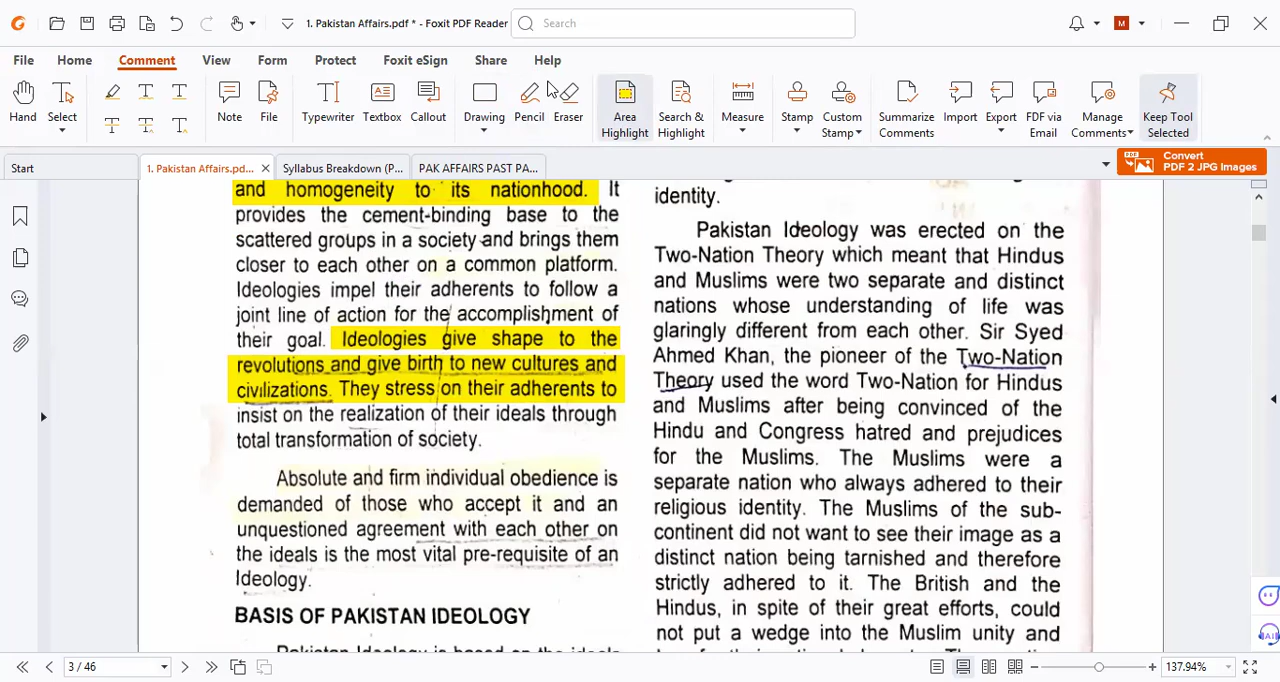 1. Pakistan Affairs.pdf * - Foxit PDF Reader
Search
M
File
Home
Comment
View
Form
Protect
Foxit eSign
Share
Help
Hand
Select
Note
File
Typewriter
Textbox
Callout
Drawing
Pencil
Eraser
Area
Highlight
Search &
Highlight
Measure
Stamp
Custom
Stamp
Summarize
Comments
Import
Export
FDF via
Email
Manage
Comments
Keep Tool
Selected
Start
1. Pakistan Affairs.pd...
Syllabus Breakdown (P...
PAK AFFAIRS PAST PA...
Convert
PDF 2 JPG Images
and homogeneity to its nationhood. It
provides the cement-binding base to the
scattered groups in a society and brings them
closer to each other on a common platform.
Ideologies impel their adherents to follow a
joint line of action for the accomplishment of
their goal. Ideologies give shape to the
revolutions and give birth to new cultures and
civilizations. They stress on their adherents to
insist on the realization of their ideals through
total transformation of society.
Absolute and firm individual obedience is
demanded of those who accept it and an
unquestioned agreement with each other on
the ideals is the most vital pre-requisite of an
Ideology.
BASIS OF PAKISTAN IDEOLOGY
Pakistan Ideology is based on the ideals
identity.
Pakistan Ideology was erected on the
Two-Nation Theory which meant that Hindus
and Muslims were two separate and distinct
nations whose understanding of life was
glaringly different from each other. Sir Syed
Ahmed Khan, the pioneer of the Two-Nation
Theory used the word Two-Nation for Hindus
and Muslims after being convinced of the
Hindu and Congress hatred and prejudices
for the Muslims. The Muslims were a
separate nation who always adhered to their
religious identity. The Muslims of the sub-
continent did not want to see their image as a
distinct nation being tarnished and therefore
strictly adhered to it. The British and the
Hindus, in spite of their great efforts, could
not put a wedge into the Muslim unity and
3 / 46
137.94%